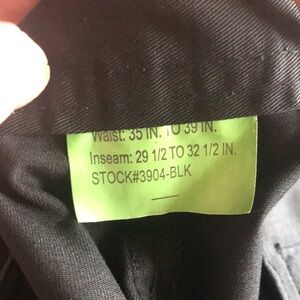 Waist: 35 IN. TO 39 IN.
Inseam: 29 1/2 TO 32 1/2 IN.
STOCK#3904-BLK